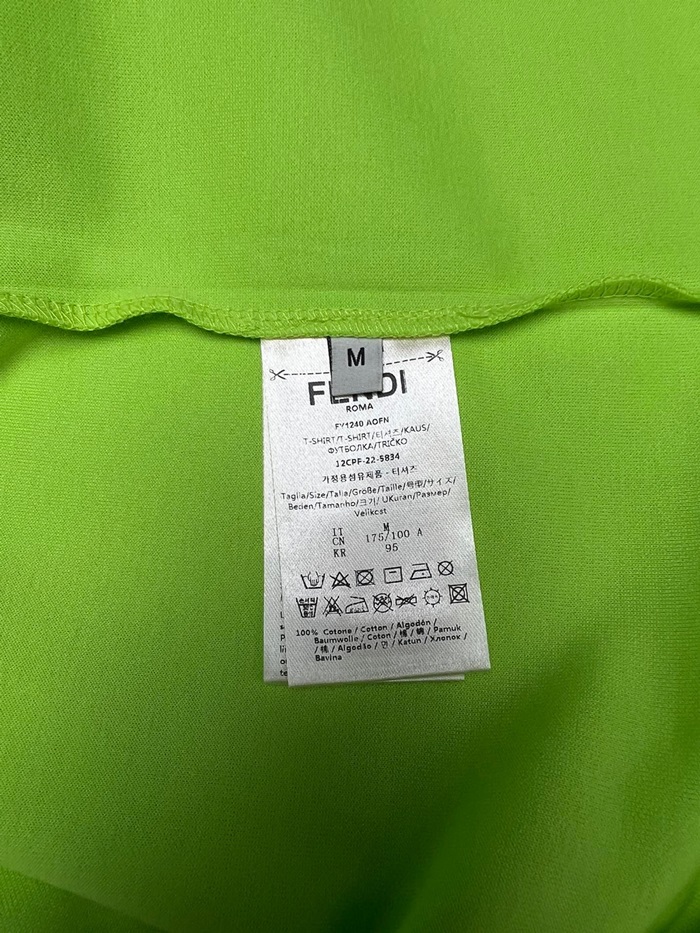 M
FENDI
ROMA
FY1240 AOFN
T-SHIRT/T-SHIRT/티셔츠/KAUS/
ФУТБОЛКА/TRIČKO
12CPF-22-5834
가정용섬유제품 - 티셔츠
Taglia/Size/Talla/Größe/Taille/号型/サイズ/
Beden/Tamanho/크기/ UKuran/Размер/
Velikost
IT M
CN 175/100 A
KR 95
손세탁
100% Cotone / Cotton / Algodón /
Baumwolle / Coton / 棉 / 綿 / Pamuk
/ 棉 / Algodão / 면 / Katun / Хлопок /
Bavlna